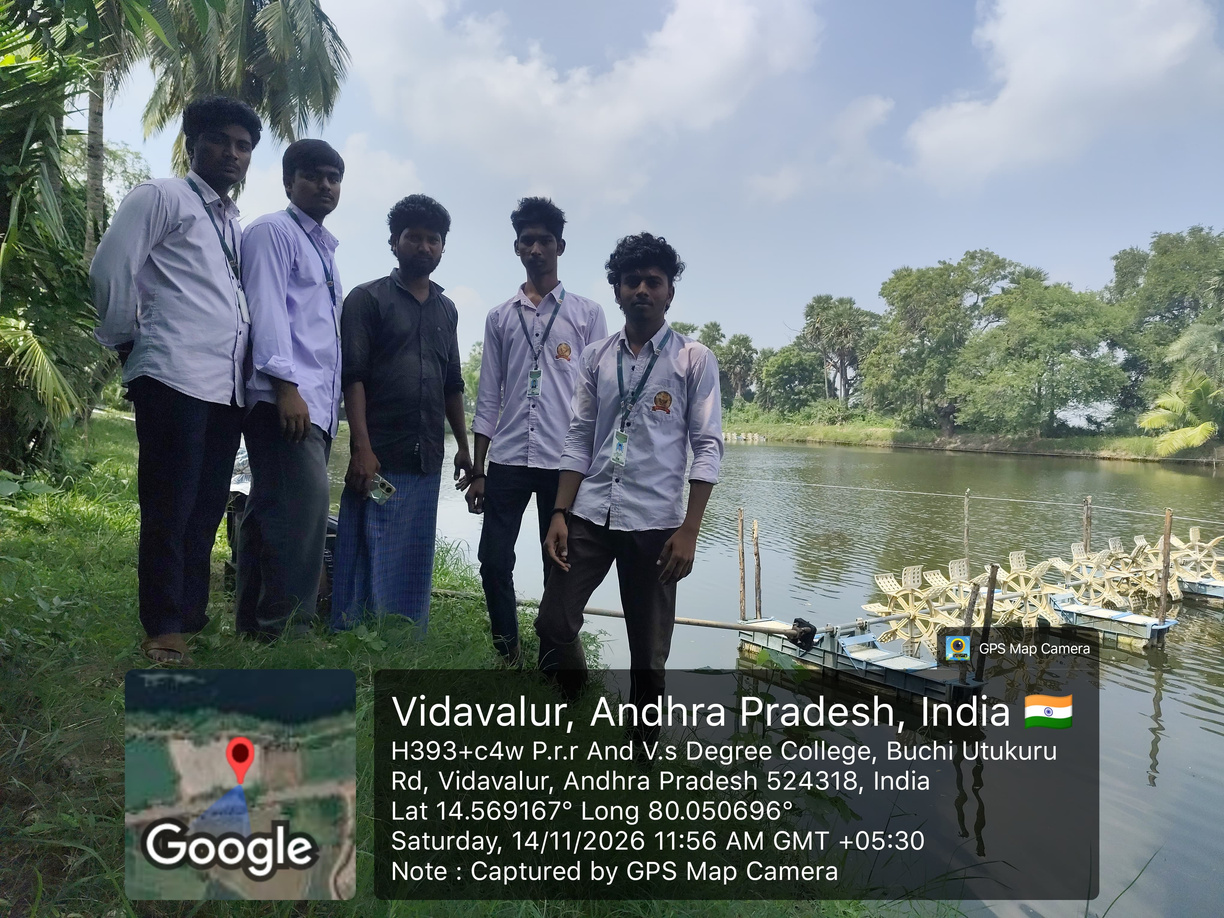 GPS Map Camera
Vidavalur, Andhra Pradesh, India
H393+c4w P.r.r And V.s Degree College, Buchi Utukuru
Rd, Vidavalur, Andhra Pradesh 524318, India
Lat 14.569167° Long 80.050696°
Saturday, 14/11/2026 11:56 AM GMT +05:30
Note : Captured by GPS Map Camera
Google